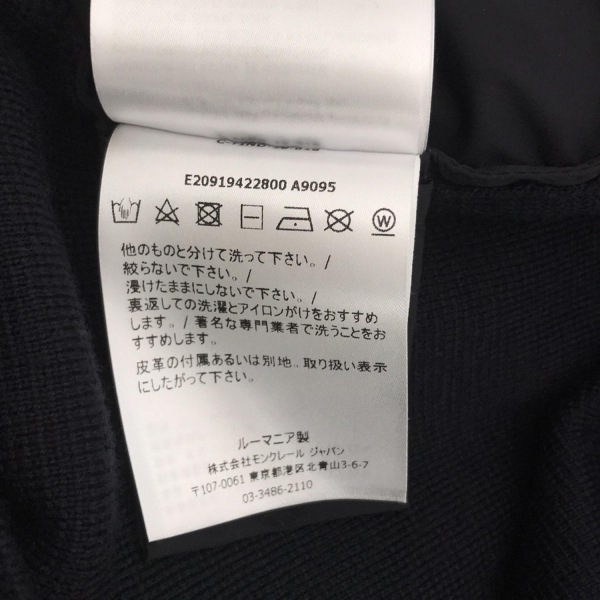 E20919422800 A9095
W
他のものと分けて洗って下さい。/
絞らないで下さい。/
浸けたままにしないで下さい。/
裏返しての洗濯とアイロンがけをおすすめ
します。/ 著名な専門業者で洗うことをお
すすめします。
皮革の付属あるいは別地。取り扱い表示
にしたがって下さい。
ルーマニア製
株式会社モンクレール ジャパン
〒107-0061 東京都港区北青山3-6-7
03-3486-2110